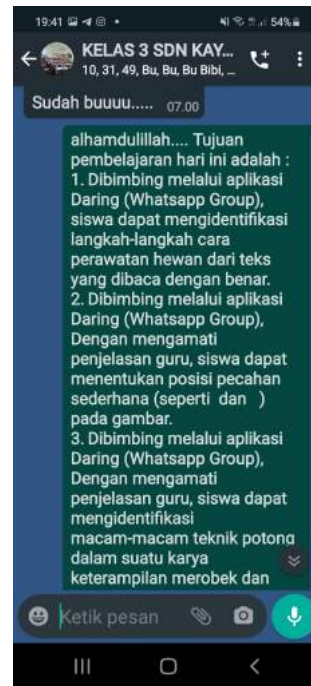 19:41
54%
KELAS 3 SDN KAY...
10, 31, 49, Bu, Bu, Bu Bibi, ...
Sudah buuuu..... 07.00
alhamdulillah.... Tujuan
pembelajaran hari ini adalah :
1. Dibimbing melalui aplikasi
Daring (Whatsapp Group),
siswa dapat mengidentifikasi
langkah-langkah cara
perawatan hewan dari teks
yang dibaca dengan benar.
2. Dibimbing melalui aplikasi
Daring (Whatsapp Group),
Dengan mengamati
penjelasan guru, siswa dapat
menentukan posisi pecahan
sederhana (seperti dan )
pada gambar.
3. Dibimbing melalui aplikasi
Daring (Whatsapp Group),
Dengan mengamati
penjelasan guru, siswa dapat
mengidentifikasi
macam-macam teknik potong
dalam suatu karya
keterampilan merobek dan
Ketik pesan